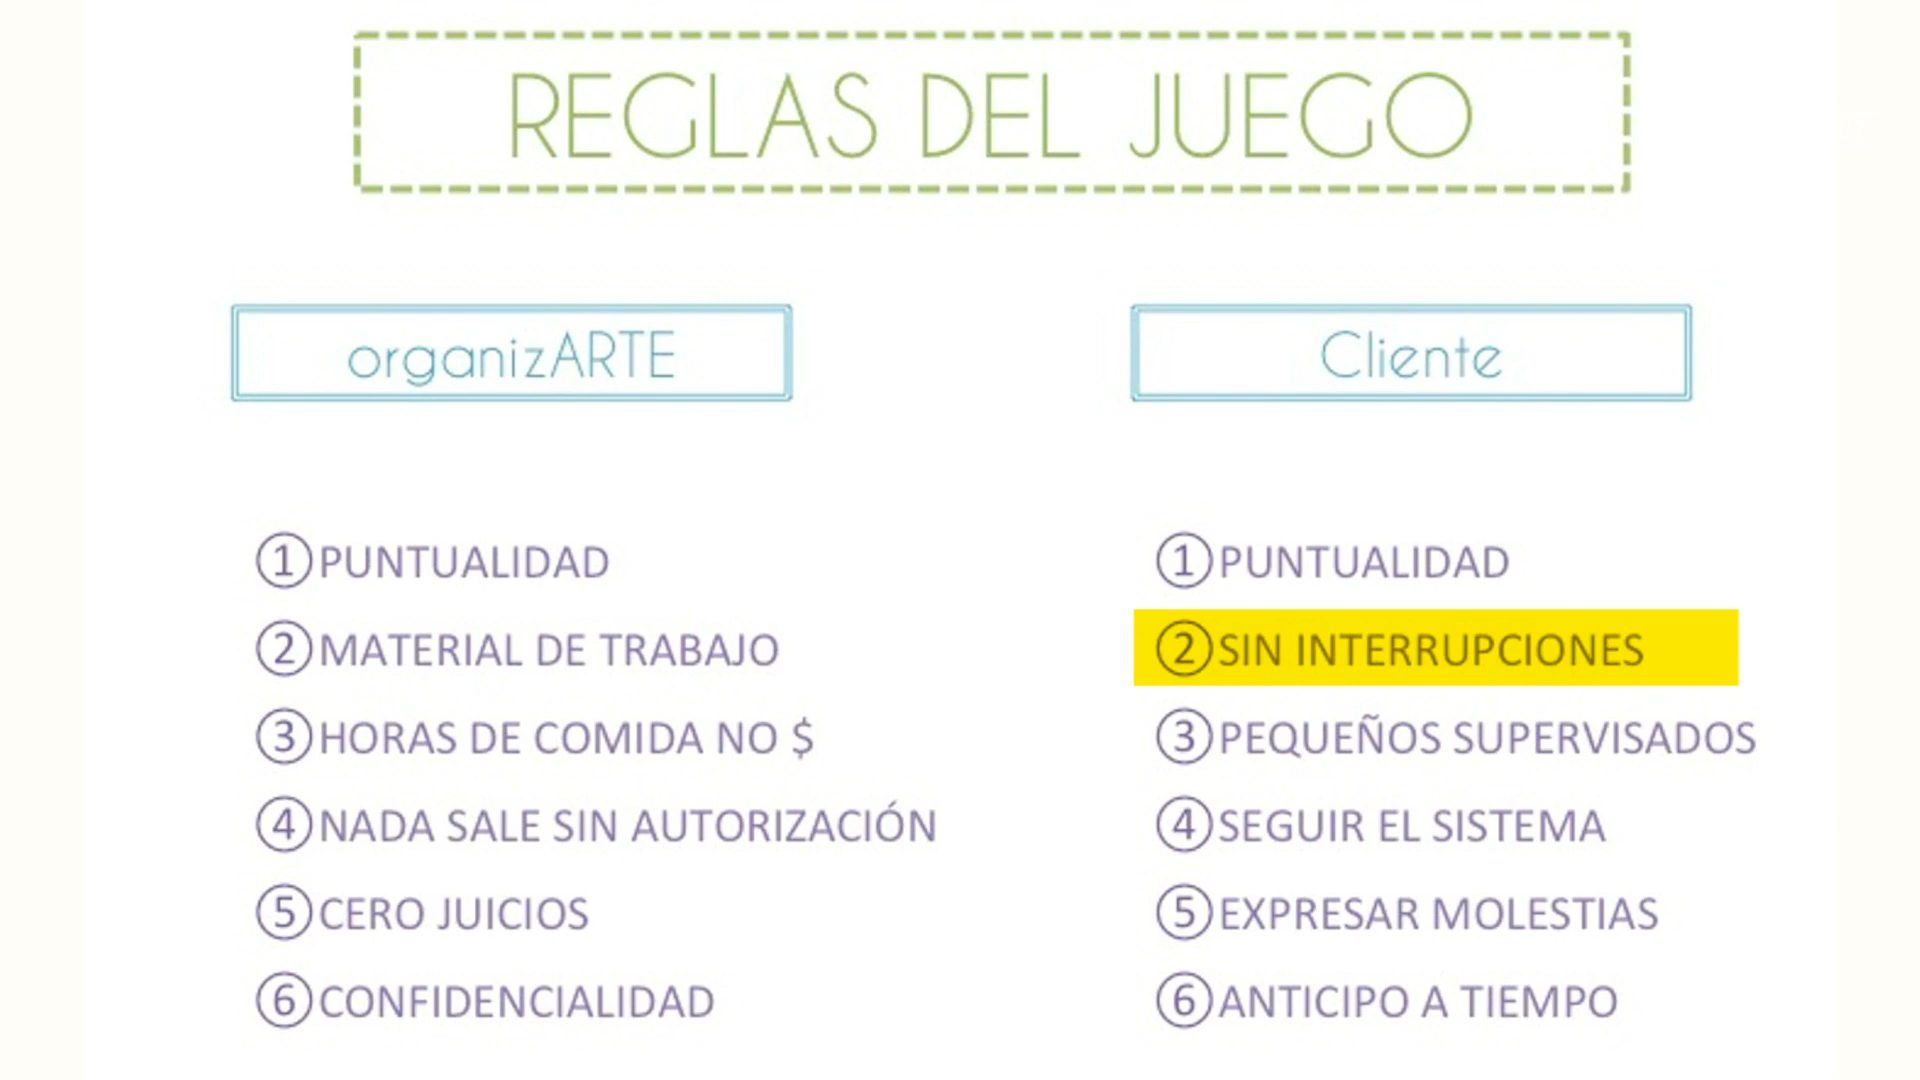 REGLAS DEL JUEGO
organizARTE
① PUNTUALIDAD
② MATERIAL DE TRABAJO
③ HORAS DE COMIDA NO $
④ NADA SALE SIN AUTORIZACIÓN
⑤ CERO JUICIOS
⑥ CONFIDENCIALIDAD
Cliente
① PUNTUALIDAD
② SIN INTERRUPCIONES
③ PEQUEÑOS SUPERVISADOS
④ SEGUIR EL SISTEMA
⑤ EXPRESAR MOLESTIAS
⑥ ANTICIPO A TIEMPO